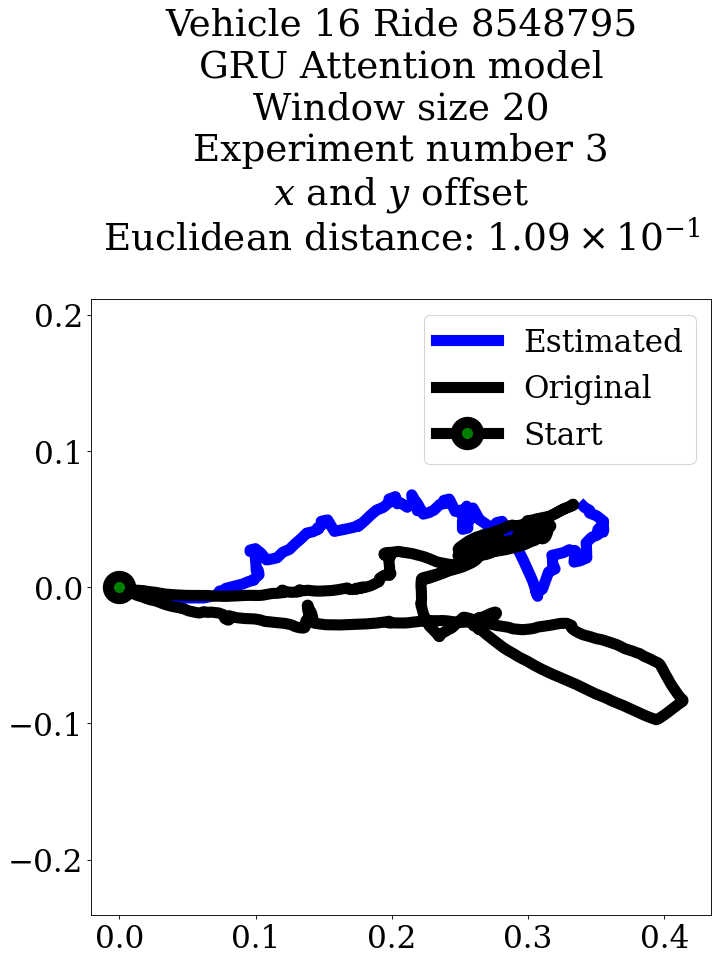 Vehicle 16 Ride 8548795
GRU Attention model
Window size 20
Experiment number 3
x and y offset
Euclidean distance: 1.09 × 10⁻¹
0.2
Estimated
Original
Start
0.1
0.0
−0.1
−0.2
0.0 0.1 0.2 0.3 0.4